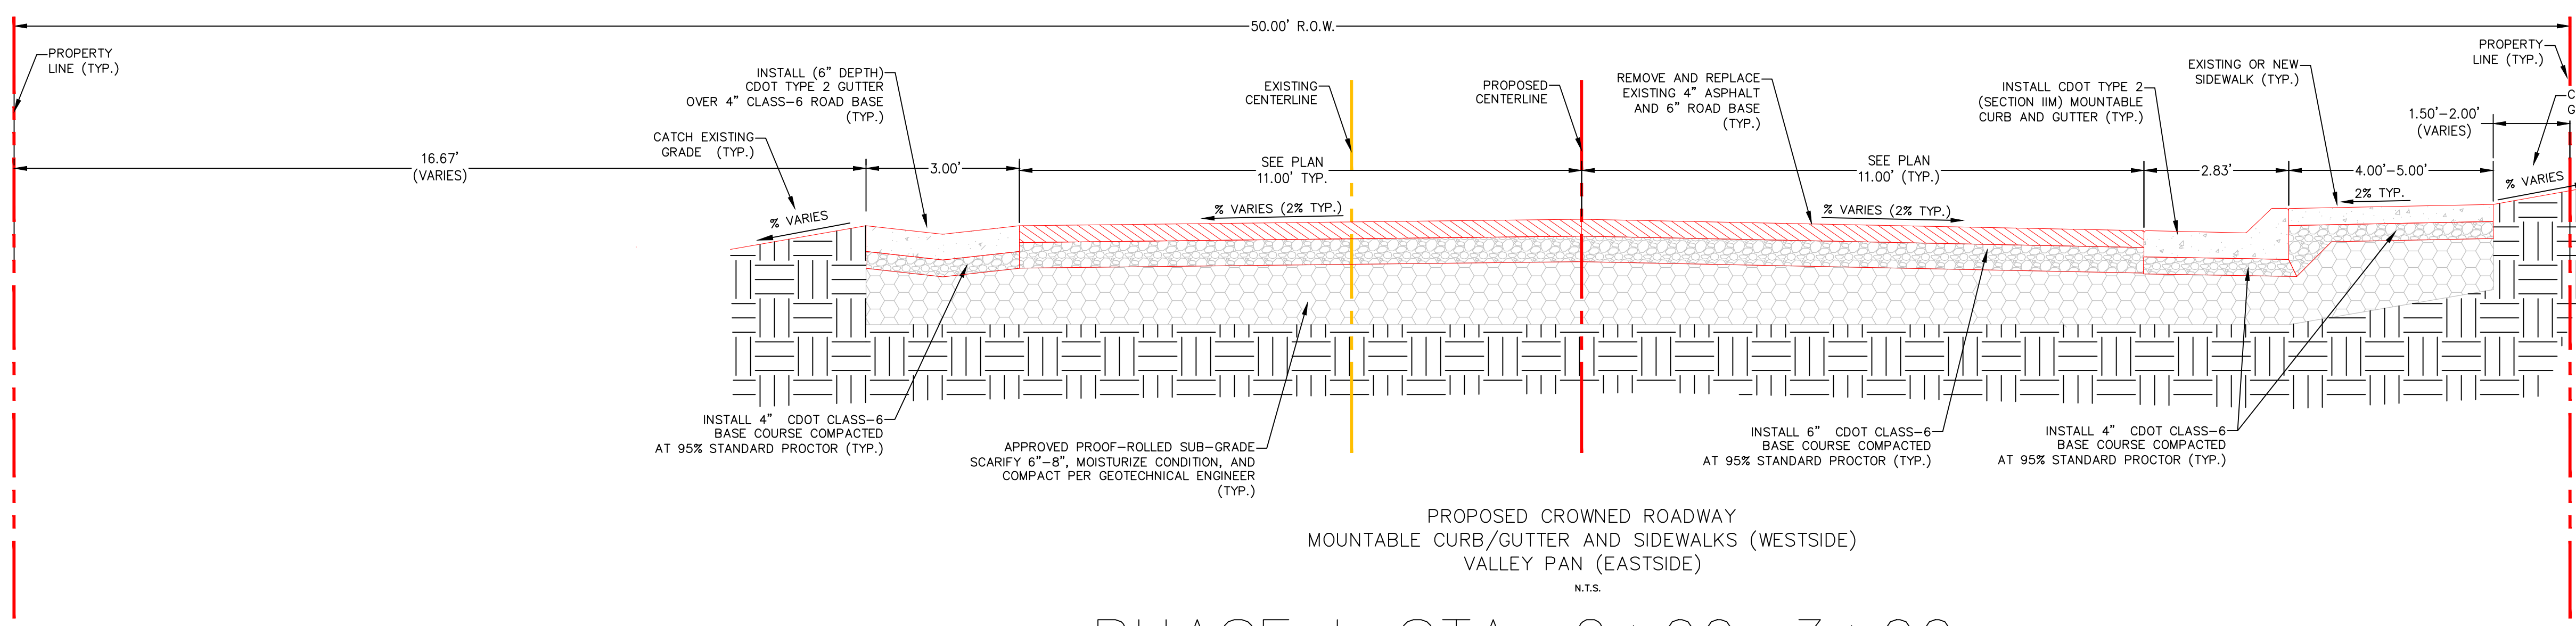 50.00' R.O.W.
PROPERTY
LINE (TYP.)
INSTALL (6" DEPTH)
CDOT TYPE 2 GUTTER
OVER 4" CLASS-6 ROAD BASE
(TYP.)
CATCH EXISTING
GRADE (TYP.)
EXISTING
CENTERLINE
PROPOSED
CENTERLINE
REMOVE AND REPLACE
EXISTING 4" ASPHALT
AND 6" ROAD BASE
(TYP.)
INSTALL CDOT TYPE 2
(SECTION IIM) MOUNTABLE
CURB AND GUTTER (TYP.)
EXISTING OR NEW
SIDEWALK (TYP.)
PROPERTY
LINE (TYP.)
C
G
1.50'-2.00'
(VARIES)
16.67'
(VARIES)
3.00'
SEE PLAN
11.00' TYP.
SEE PLAN
11.00' (TYP.)
2.83'
4.00'-5.00'
% VARIES
% VARIES (2% TYP.)
% VARIES (2% TYP.)
2% TYP.
% VARIES
INSTALL 4" CDOT CLASS-6
BASE COURSE COMPACTED
AT 95% STANDARD PROCTOR (TYP.)
APPROVED PROOF-ROLLED SUB-GRADE
SCARIFY 6"-8", MOISTURIZE CONDITION, AND
COMPACT PER GEOTECHNICAL ENGINEER
(TYP.)
INSTALL 6" CDOT CLASS-6
BASE COURSE COMPACTED
AT 95% STANDARD PROCTOR (TYP.)
INSTALL 4" CDOT CLASS-6
BASE COURSE COMPACTED
AT 95% STANDARD PROCTOR (TYP.)
PROPOSED CROWNED ROADWAY
MOUNTABLE CURB/GUTTER AND SIDEWALKS (WESTSIDE)
VALLEY PAN (EASTSIDE)
N.T.S.